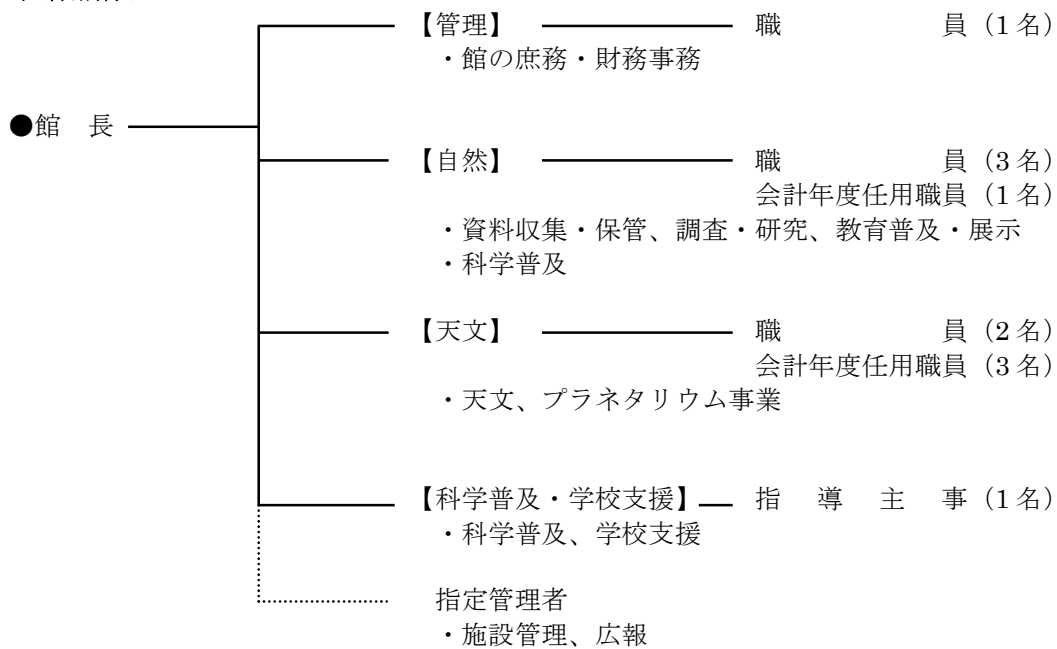 【管理】 職員（1名）
・館の庶務・財務事務
●館 長
【自然】 職員（3名）
会計年度任用職員（1名）
・資料収集・保管、調査・研究、教育普及・展示
・科学普及
【天文】 職員（2名）
会計年度任用職員（3名）
・天文、プラネタリウム事業
【科学普及・学校支援】 指導主事（1名）
・科学普及、学校支援
指定管理者
・施設管理、広報